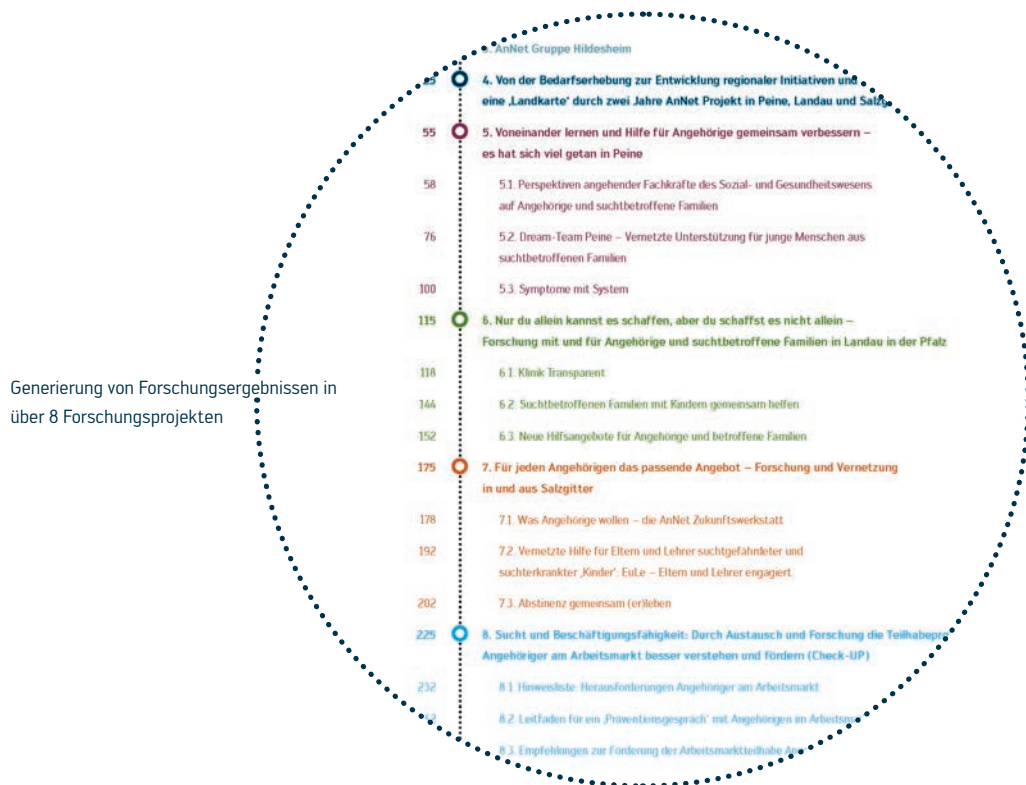 3. AnNet Gruppe Hildesheim
4. Von der Bedarfserhebung zur Entwicklung regionaler Initiativen und
eine ‚Landkarte' durch zwei Jahre AnNet Projekt in Peine, Landau und Salzg
55 5. Voneinander lernen und Hilfe für Angehörige gemeinsam verbessern –
es hat sich viel getan in Peine
58 5.1. Perspektiven angehender Fachkräfte des Sozial- und Gesundheitswesens
auf Angehörige und suchtbetroffene Familien
76 5.2. Dream-Team Peine – Vernetzte Unterstützung für junge Menschen aus
suchtbetroffenen Familien
100 5.3. Symptome mit System
115 6. Nur du allein kannst es schaffen, aber du schaffst es nicht allein –
Forschung mit und für Angehörige und suchtbetroffene Familien in Landau in der Pfalz
118 6.1. Klinik Transparent
Generierung von Forschungsergebnissen in
über 8 Forschungsprojekten
144 6.2. Suchtbetroffenen Familien mit Kindern gemeinsam helfen
152 6.3. Neue Hilfsangebote für Angehörige und betroffene Familien
175 7. Für jeden Angehörigen das passende Angebot – Forschung und Vernetzung
in und aus Salzgitter
178 7.1. Was Angehörige wollen – die AnNet Zukunftswerkstatt
192 7.2. Vernetzte Hilfe für Eltern und Lehrer suchtgefährdeter und
suchterkrankter ‚Kinder': EuLe – Eltern und Lehrer engagiert
202 7.3. Abstinenz gemeinsam (er)leben
225 8. Sucht und Beschäftigungsfähigkeit: Durch Austausch und Forschung die Teilhabepro
Angehöriger am Arbeitsmarkt besser verstehen und fördern (Check-UP)
232 8.1. Hinweisliste: Herausforderungen Angehöriger am Arbeitsmarkt
8.2. Leitfaden für ein ‚Präventionsgespräch' mit Angehörigen im Arbeitsm
8.3. Empfehlungen zur Förderung der Arbeitsmarktteilhabe